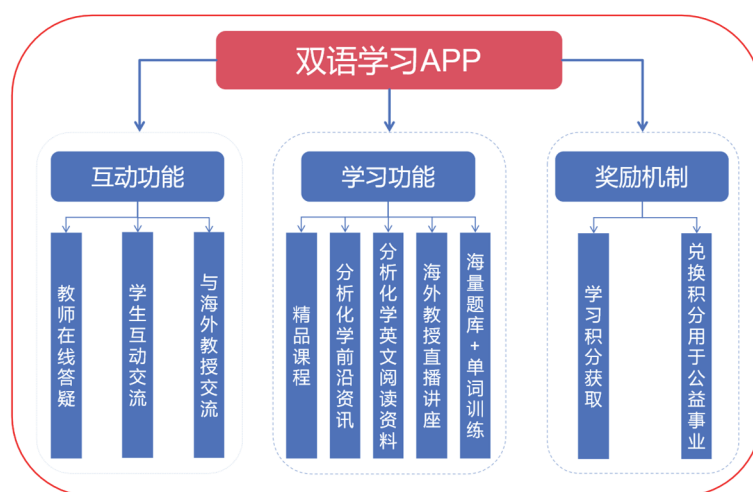 双语学习APP
互动功能
学习功能
奖励机制
教师在线答疑
学生互动交流
与海外教授交流
精品课程
分析化学前沿资讯
分析化学英文阅读资料
海外教授直播讲座
海量题库+单词训练
学习积分获取
兑换积分用于公益事业